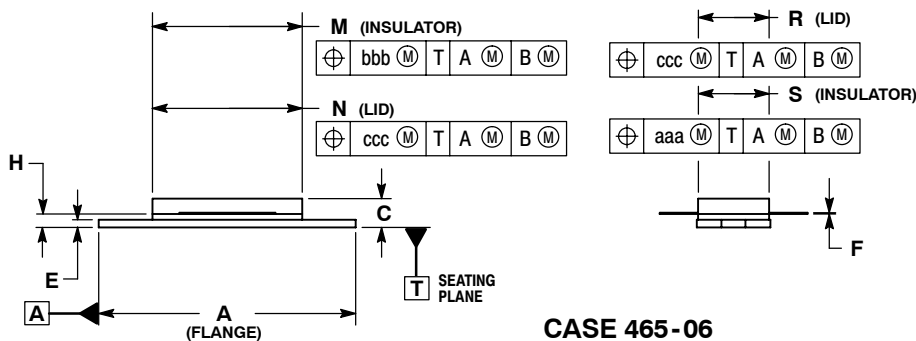 M (INSULATOR)
⌖ bbb Ⓜ T A Ⓜ B Ⓜ
N (LID)
⌖ ccc Ⓜ T A Ⓜ B Ⓜ
R (LID)
⌖ ccc Ⓜ T A Ⓜ B Ⓜ
S (INSULATOR)
⌖ aaa Ⓜ T A Ⓜ B Ⓜ
H
C
E
F
T SEATING
PLANE
A
A
(FLANGE)
CASE 465-06